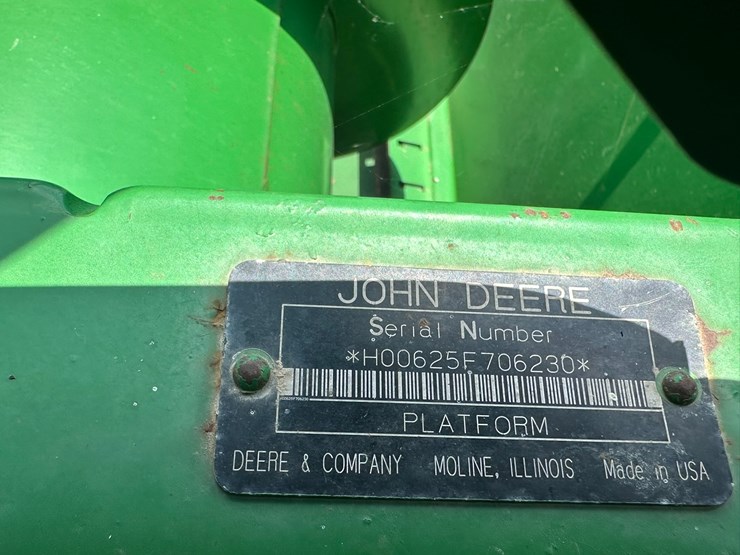 JOHN DEERE
Serial Number
*H00625F706230*
PLATFORM
DEERE & COMPANY MOLINE, ILLINOIS Made in USA